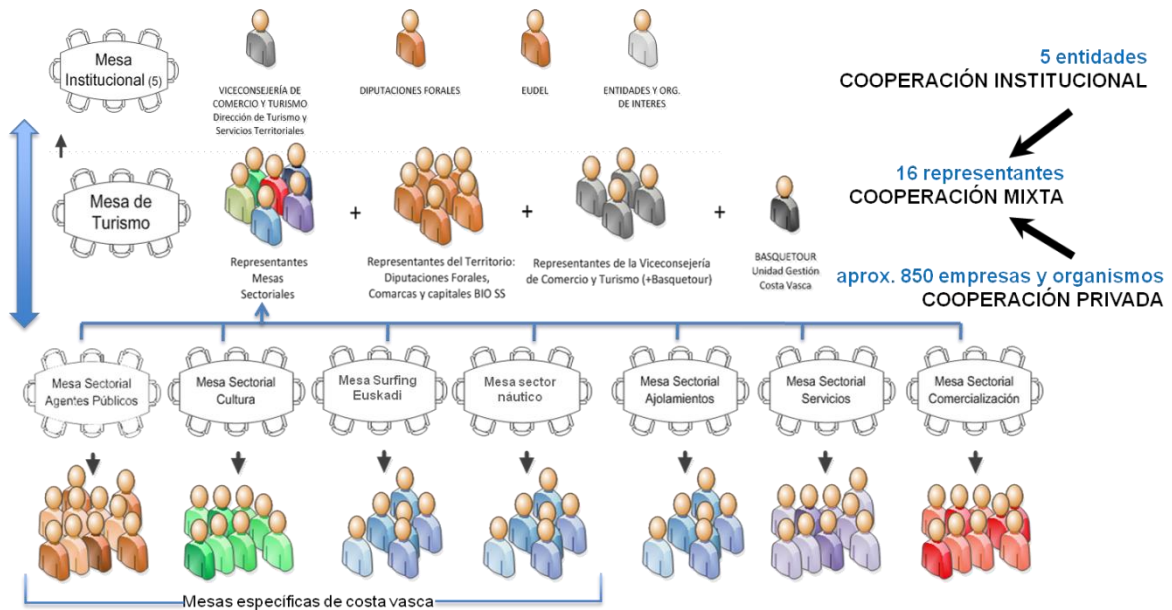 Mesa
Institucional (5)
VICECONSEJERÍA DE
COMERCIO Y TURISMO
Dirección de Turismo y
Servicios Territoriales
DIPUTACIONES FORALES
EUDEL
ENTIDADES Y ORG.
DE INTERES
5 entidades
COOPERACIÓN INSTITUCIONAL
Mesa de
Turismo
+
+
+
Representantes
Mesas
Sectoriales
Representantes del Territorio:
Diputaciones Forales,
Comarcas y capitales BIO SS
Representantes de la Viceconsejería
de Comercio y Turismo (+Basquetour)
BASQUETOUR
Unidad Gestión
Costa Vasca
16 representantes
COOPERACIÓN MIXTA
aprox. 850 empresas y organismos
COOPERACIÓN PRIVADA
Mesa Sectorial
Agentes Públicos
Mesa Sectorial
Cultura
Mesa Surfing
Euskadi
Mesa sector
náutico
Mesa Sectorial
Ajolamientos
Mesa Sectorial
Servicios
Mesa Sectorial
Comercialización
Mesas especificas de costa vasca